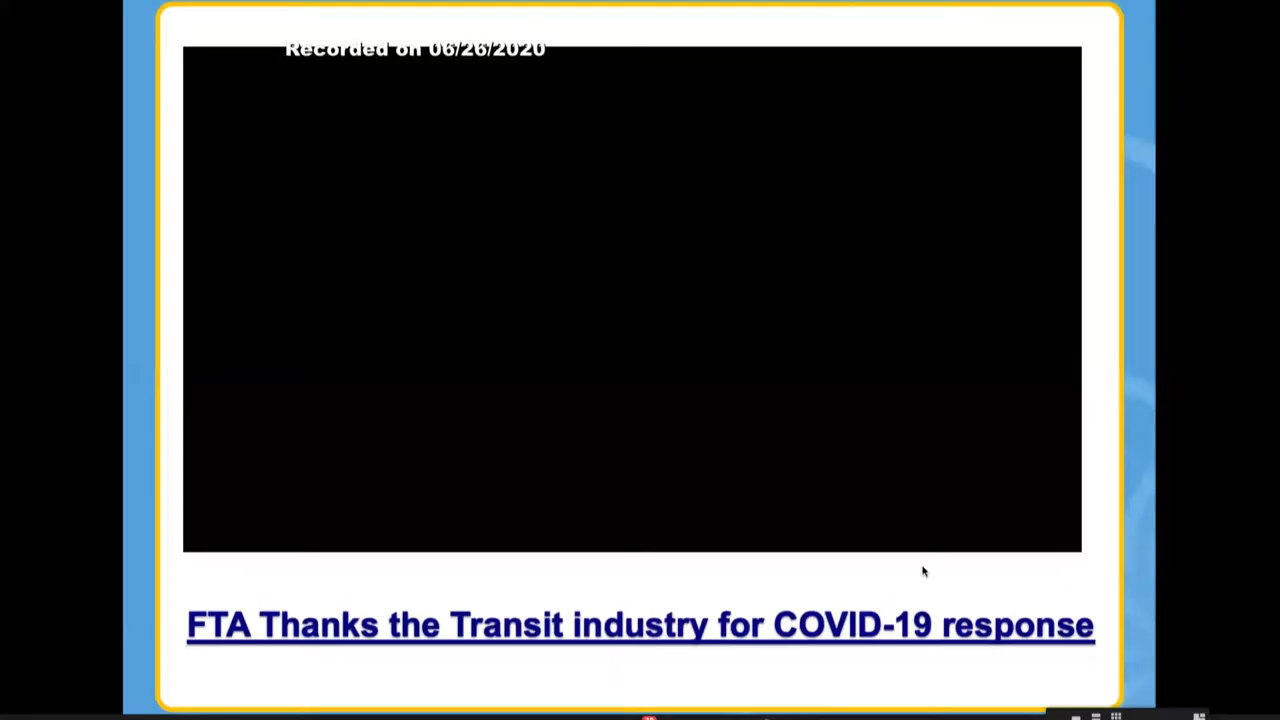 Recorded on 06/26/2020
FTA Thanks the Transit industry for COVID-19 response